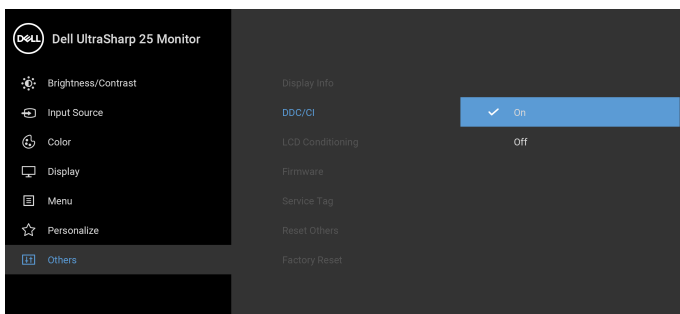 DELL Dell UltraSharp 25 Monitor
Brightness/Contrast
Display Info
Input Source
DDC/CI
On
Color
LCD Conditioning
Off
Display
Firmware
Menu
Service Tag
Personalize
Reset Others
Others
Factory Reset